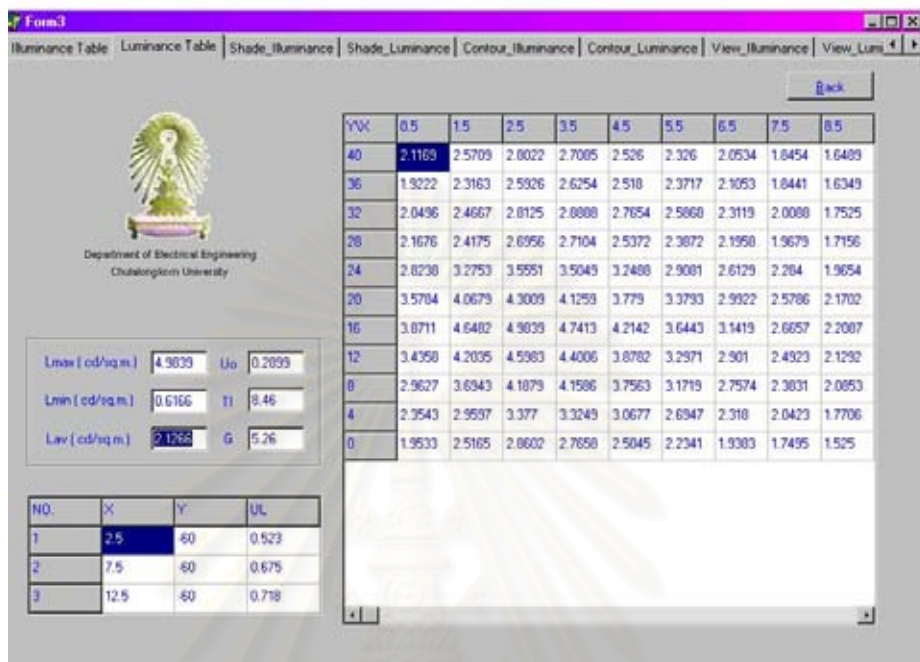 Form3
Illuminance Table Luminance Table Shade_Illuminance Shade_Luminance Contour_Illuminance Contour_Luminance View_Illuminance View_Lumi
Back
Department of Electrical Engineering
Chulalongkorn University
Lmax ( cd/sq.m.) 4.9839 Uo 0.2899
Lmin ( cd/sq.m.) 0.6166 TI 8.46
Lav ( cd/sq.m.) 2.1266 G 5.26
NO. X Y UL
1 2.5 -60 0.523
2 7.5 -60 0.675
3 12.5 -60 0.718
Y\X 0.5 1.5 2.5 3.5 4.5 5.5 6.5 7.5 8.5
40 2.1169 2.5709 2.8022 2.7085 2.526 2.326 2.0534 1.8454 1.6489
36 1.9222 2.3163 2.5926 2.6254 2.518 2.3717 2.1053 1.8441 1.6349
32 2.0496 2.4667 2.8125 2.8888 2.7654 2.5868 2.3119 2.0088 1.7525
28 2.1676 2.4175 2.6956 2.7104 2.5372 2.3872 2.1958 1.9679 1.7156
24 2.8238 3.2753 3.5551 3.5049 3.2488 2.9081 2.6129 2.284 1.9654
20 3.5784 4.0679 4.3009 4.1259 3.779 3.3793 2.9922 2.5786 2.1702
16 3.8711 4.6482 4.9839 4.7413 4.2142 3.6443 3.1419 2.6657 2.2087
12 3.4358 4.2035 4.5983 4.4006 3.8782 3.2971 2.901 2.4923 2.1292
8 2.9627 3.6943 4.1879 4.1586 3.7563 3.1719 2.7574 2.3831 2.0853
4 2.3543 2.9597 3.377 3.3249 3.0677 2.6947 2.318 2.0423 1.7706
0 1.9533 2.5165 2.8602 2.7658 2.5045 2.2341 1.9383 1.7495 1.525